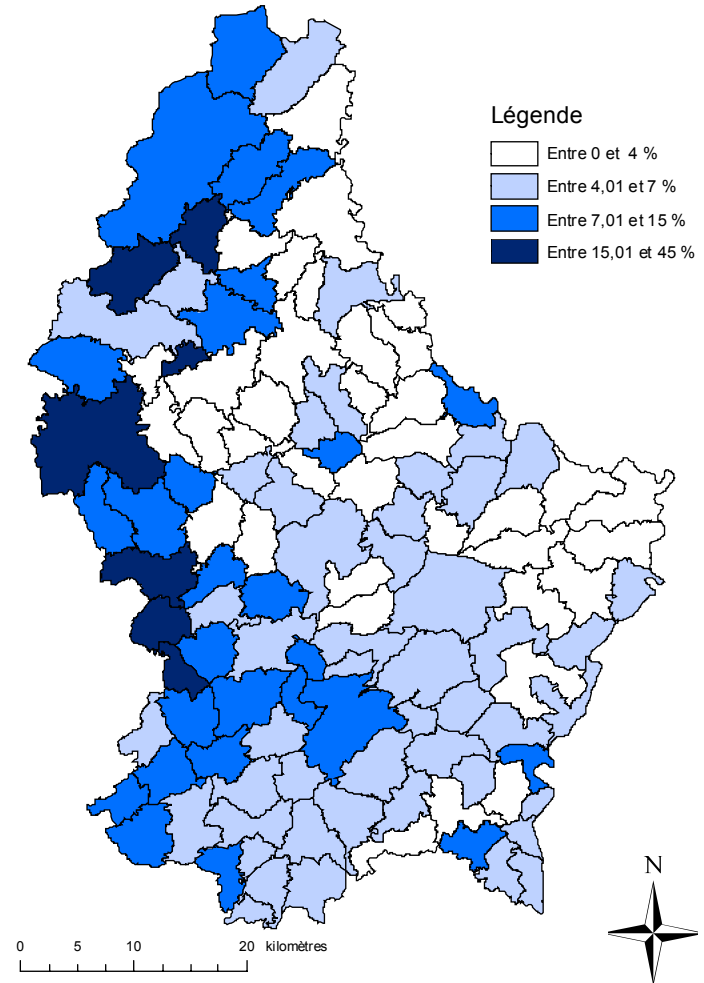 Légende
Entre 0 et 4 %
Entre 4,01 et 7 %
Entre 7,01 et 15 %
Entre 15,01 et 45 %
N
0 5 10 20 kilomètres